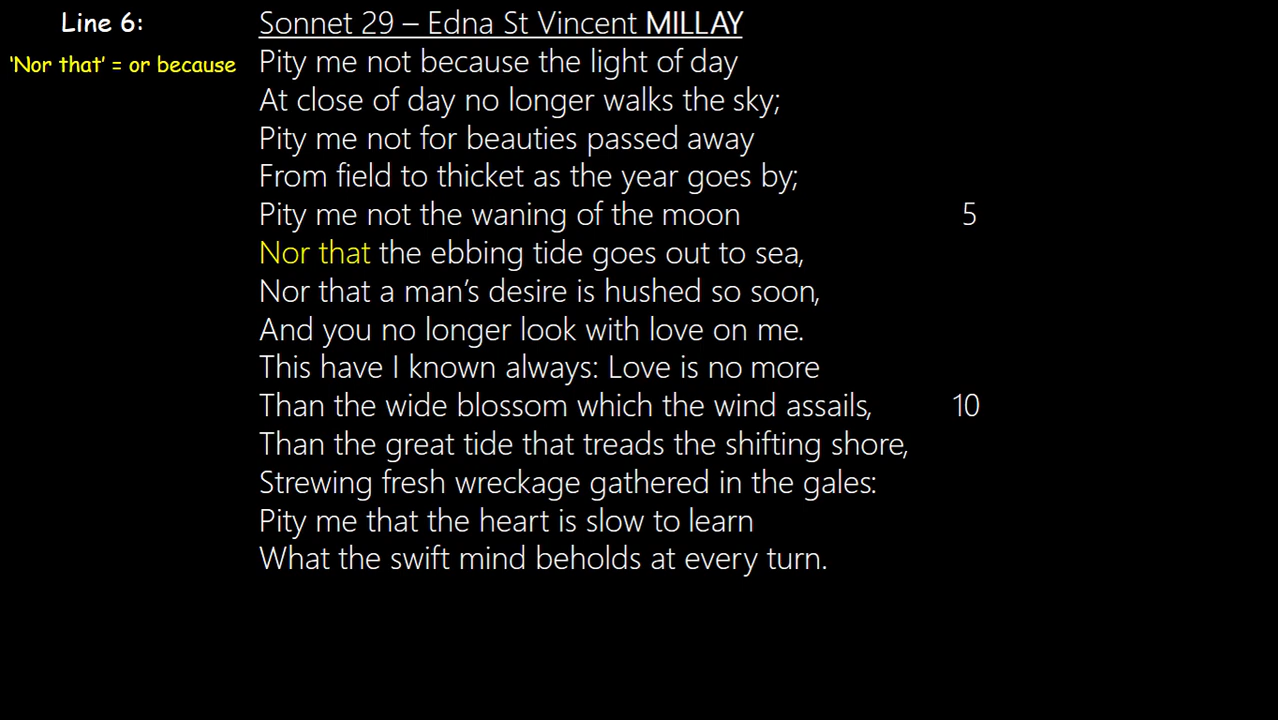 Line 6:
'Nor that' = or because
Sonnet 29 – Edna St Vincent MILLAY
Pity me not because the light of day
At close of day no longer walks the sky;
Pity me not for beauties passed away
From field to thicket as the year goes by;
Pity me not the waning of the moon 5
Nor that the ebbing tide goes out to sea,
Nor that a man's desire is hushed so soon,
And you no longer look with love on me.
This have I known always: Love is no more
Than the wide blossom which the wind assails, 10
Than the great tide that treads the shifting shore,
Strewing fresh wreckage gathered in the gales:
Pity me that the heart is slow to learn
What the swift mind beholds at every turn.